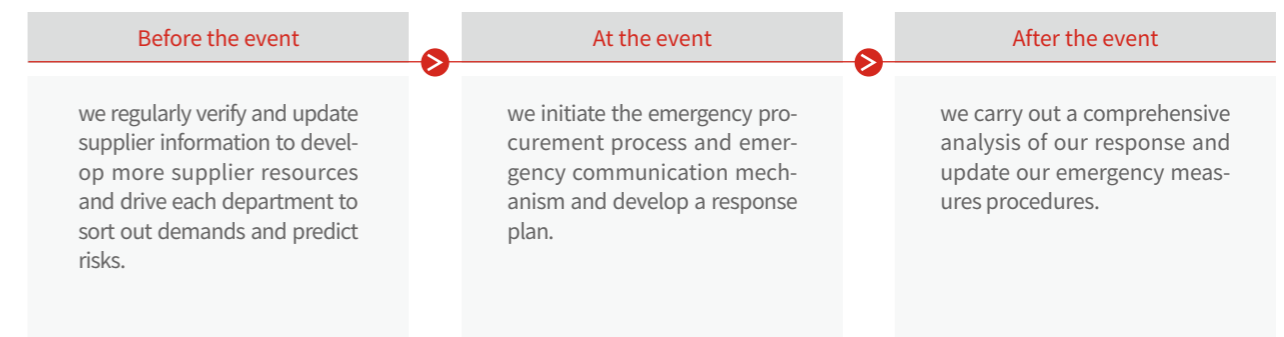 Before the event
we regularly verify and update
supplier information to devel-
op more supplier resources
and drive each department to
sort out demands and predict
risks.
At the event
we initiate the emergency pro-
curement process and emer-
gency communication mech-
anism and develop a response
plan.
After the event
we carry out a comprehensive
analysis of our response and
update our emergency meas-
ures procedures.